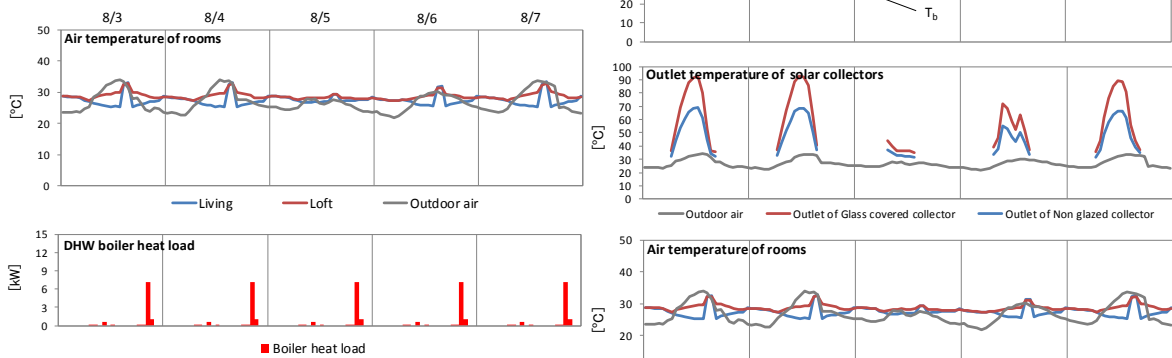 8/3 8/4 8/5 8/6 8/7
Air temperature of rooms
50
40
30
20
10
0
[°C]
Living Loft Outdoor air
DHW boiler heat load
15
12
9
6
3
0
[kW]
Boiler heat load
20
0
T_b
Outlet temperature of solar collectors
100
90
80
70
60
50
40
30
20
10
0
[°C]
Outdoor air Outlet of Glass covered collector Outlet of Non glazed collector
Air temperature of rooms
50
40
30
20
[°C]